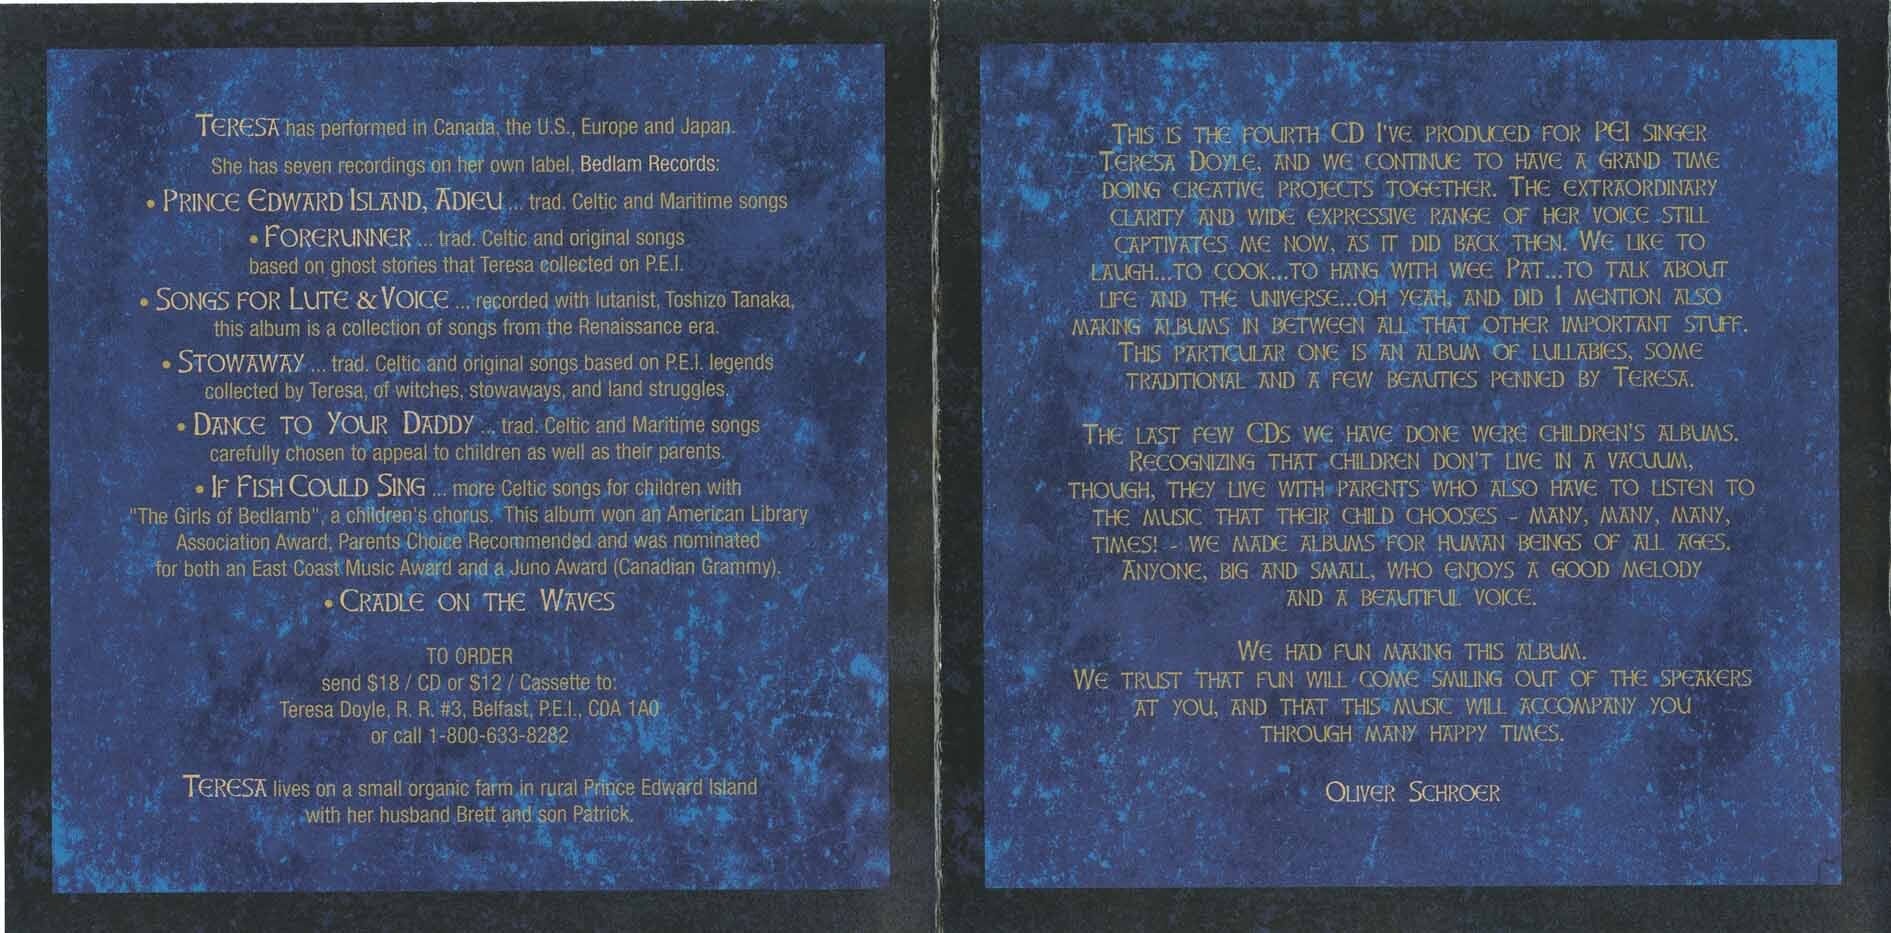 TERESA has performed in Canada, the U.S., Europe and Japan.
She has seven recordings on her own label, Bedlam Records:
• PRINCE EDWARD ISLAND, ADIEU ... trad. Celtic and Maritime songs
• FORERUNNER ... trad. Celtic and original songs
based on ghost stories that Teresa collected on P.E.I.
• SONGS FOR LUTE & VOICE ... recorded with lutanist, Toshizo Tanaka,
this album is a collection of songs from the Renaissance era.
• STOWAWAY ... trad. Celtic and original songs based on P.E.I. legends
collected by Teresa, of witches, stowaways, and land struggles.
• DANCE TO YOUR DADDY ... trad. Celtic and Maritime songs
carefully chosen to appeal to children as well as their parents.
• IF FISH COULD SING ... more Celtic songs for children with
"The Girls of Bedlamb", a children's chorus. This album won an American Library
Association Award, Parents Choice Recommended and was nominated
for both an East Coast Music Award and a Juno Award (Canadian Grammy).
• CRADLE ON THE WAVES
TO ORDER
send $18 / CD or $12 / Cassette to:
Teresa Doyle, R. R. #3, Belfast, P.E.I., C0A 1A0
or call 1-800-633-8282
TERESA lives on a small organic farm in rural Prince Edward Island
with her husband Brett and son Patrick.
THIS IS THE FOURTH CD I'VE PRODUCED FOR PEI SINGER
TERESA DOYLE, AND WE CONTINUE TO HAVE A GRAND TIME
DOING CREATIVE PROJECTS TOGETHER. THE EXTRAORDINARY
CLARITY AND WIDE EXPRESSIVE RANGE OF HER VOICE STILL
CAPTIVATES ME NOW, AS IT DID BACK THEN. WE LIKE TO
LAUGH...TO COOK...TO HANG WITH WEE PAT...TO TALK ABOUT
LIFE AND THE UNIVERSE...OH YEAH, AND DID I MENTION ALSO
MAKING ALBUMS IN BETWEEN ALL THAT OTHER IMPORTANT STUFF.
THIS PARTICULAR ONE IS AN ALBUM OF LULLABIES, SOME
TRADITIONAL AND A FEW BEAUTIES PENNED BY TERESA.
THE LAST FEW CDS WE HAVE DONE WERE CHILDREN'S ALBUMS.
RECOGNIZING THAT CHILDREN DON'T LIVE IN A VACUUM,
THOUGH, THEY LIVE WITH PARENTS WHO ALSO HAVE TO LISTEN TO
THE MUSIC THAT THEIR CHILD CHOOSES - MANY, MANY, MANY,
TIMES! - WE MADE ALBUMS FOR HUMAN BEINGS OF ALL AGES.
ANYONE, BIG AND SMALL, WHO ENJOYS A GOOD MELODY
AND A BEAUTIFUL VOICE.
WE HAD FUN MAKING THIS ALBUM.
WE TRUST THAT FUN WILL COME SMILING OUT OF THE SPEAKERS
AT YOU, AND THAT THIS MUSIC WILL ACCOMPANY YOU
THROUGH MANY HAPPY TIMES.
OLIVER SCHROER